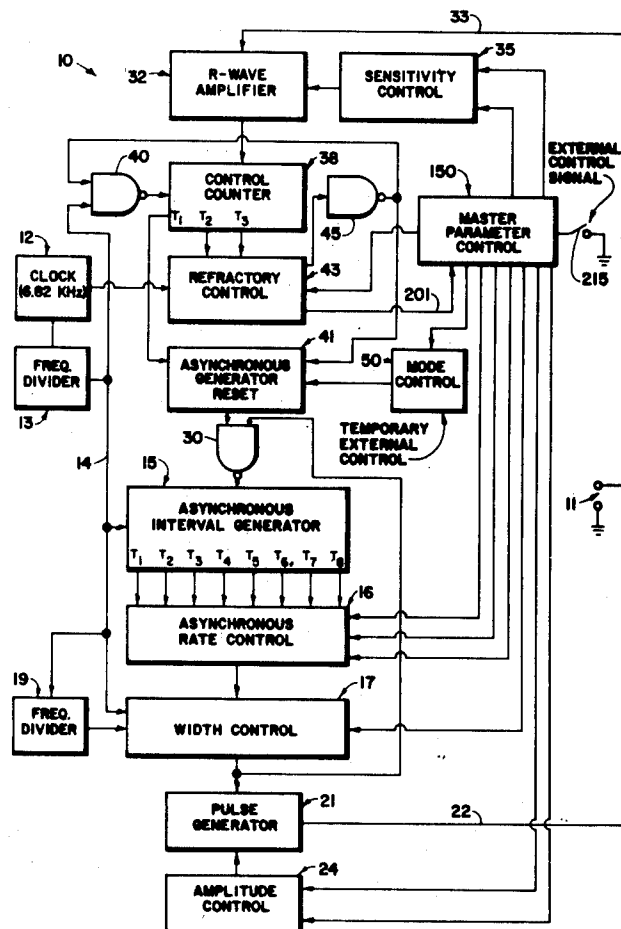 33
10
32
R-WAVE
AMPLIFIER
35
SENSITIVITY
CONTROL
40
38
CONTROL
COUNTER
T1 T2 T3
45
150
MASTER
PARAMETER
CONTROL
EXTERNAL
CONTROL
SIGNAL
215
12
CLOCK
(6.82 KHz)
43
REFRACTORY
CONTROL
201
41
ASYNCHRONOUS
GENERATOR
RESET
50
MODE
CONTROL
FREQ.
DIVIDER
13
TEMPORARY
EXTERNAL
CONTROL
30
14
15
ASYNCHRONOUS
INTERVAL GENERATOR
T1 T2 T3 T4 T5 T6, T7 T8
11
16
ASYNCHRONOUS
RATE CONTROL
19
FREQ.
DIVIDER
17
WIDTH CONTROL
21
PULSE
GENERATOR
22
24
AMPLITUDE
CONTROL